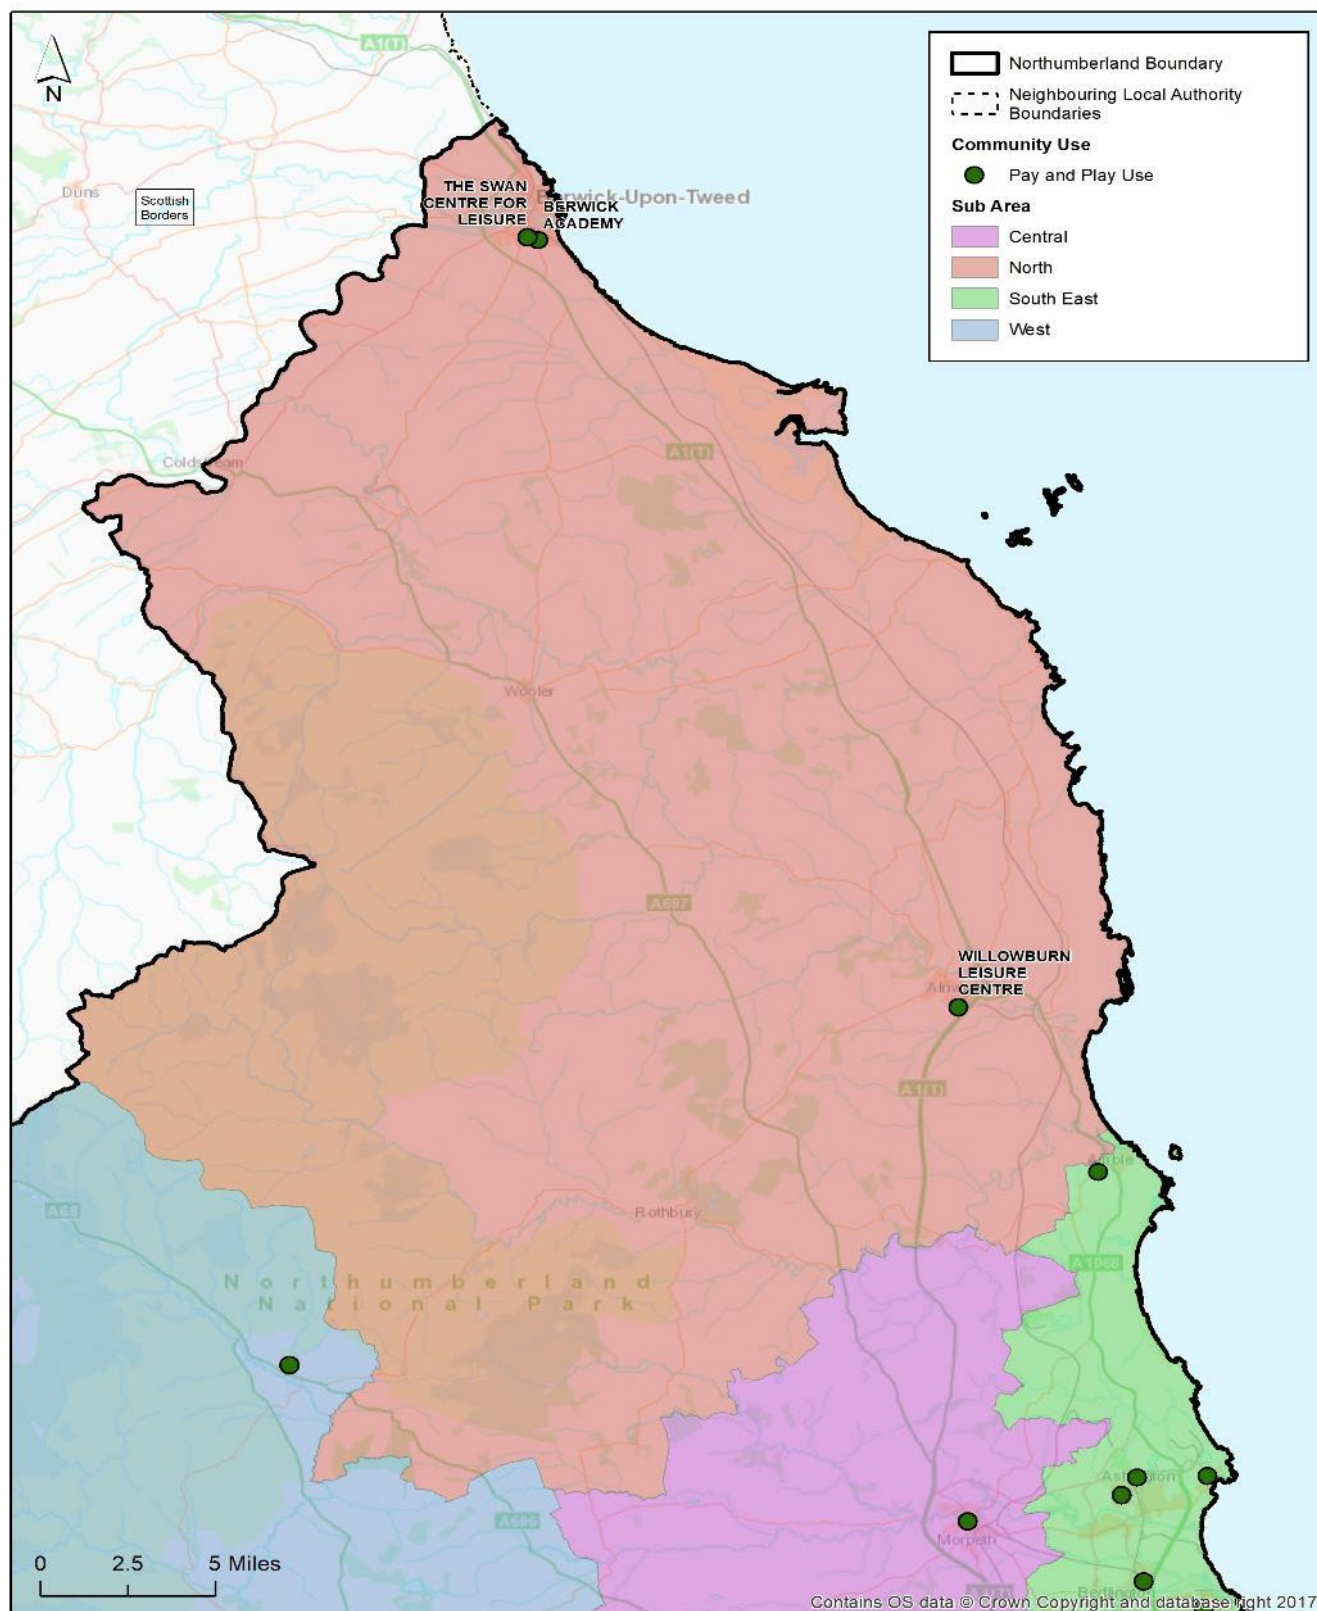 A1(T)
N
Northumberland Boundary
Neighbouring Local Authority
Boundaries
Community Use
Pay and Play Use
Sub Area
Central
North
South East
West
Duns
Scottish
Borders
THE SWAN
CENTRE FOR
LEISURE
Berwick-Upon-Tweed
BERWICK
ACADEMY
Coldstream
A1(T)
Wooler
A697
WILLOWBURN
LEISURE
CENTRE
Alnwick
A1(T)
Amble
A68
Rothbury
A1068
Northumberland
National Park
Ashington
A696
Morpeth
A1(T)
Bedlington
0 2.5 5 Miles
Contains OS data © Crown Copyright and database right 2017